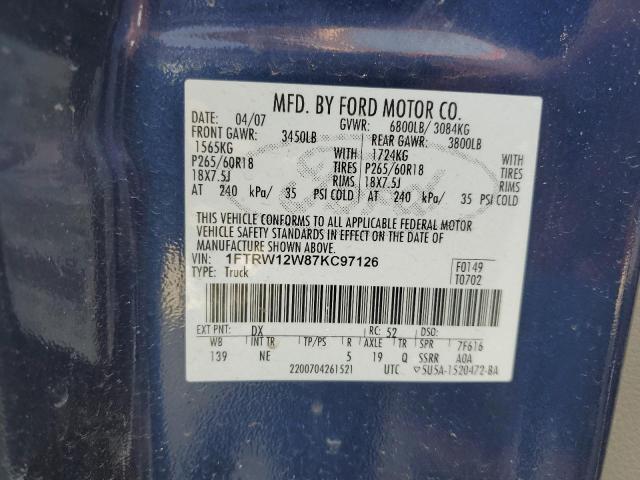 MFD. BY FORD MOTOR CO.
DATE: 04/07 GVWR: 6800LB/ 3084KG
FRONT GAWR: 3450LB REAR GAWR: 3800LB
1565KG WITH 1724KG WITH
P265/60R18 TIRES P265/60R18 TIRES
18X7.5J RIMS 18X7.5J RIMS
AT 240 kPa/ 35 PSI COLD AT 240 kPa/ 35 PSI COLD
THIS VEHICLE CONFORMS TO ALL APPLICABLE FEDERAL MOTOR
VEHICLE SAFETY STANDARDS IN EFFECT ON THE DATE OF
MANUFACTURE SHOWN ABOVE.
VIN: 1FTRW12W87KC97126 F0149
TYPE: Truck T0702
EXT PNT: DX RC: 52 DSO:
WB INT TR TP/PS R AXLE TR SPR 7F616
139 NE 5 19 Q SSRR A0A
2200704261521 UTC 5U5A-1520472-BA